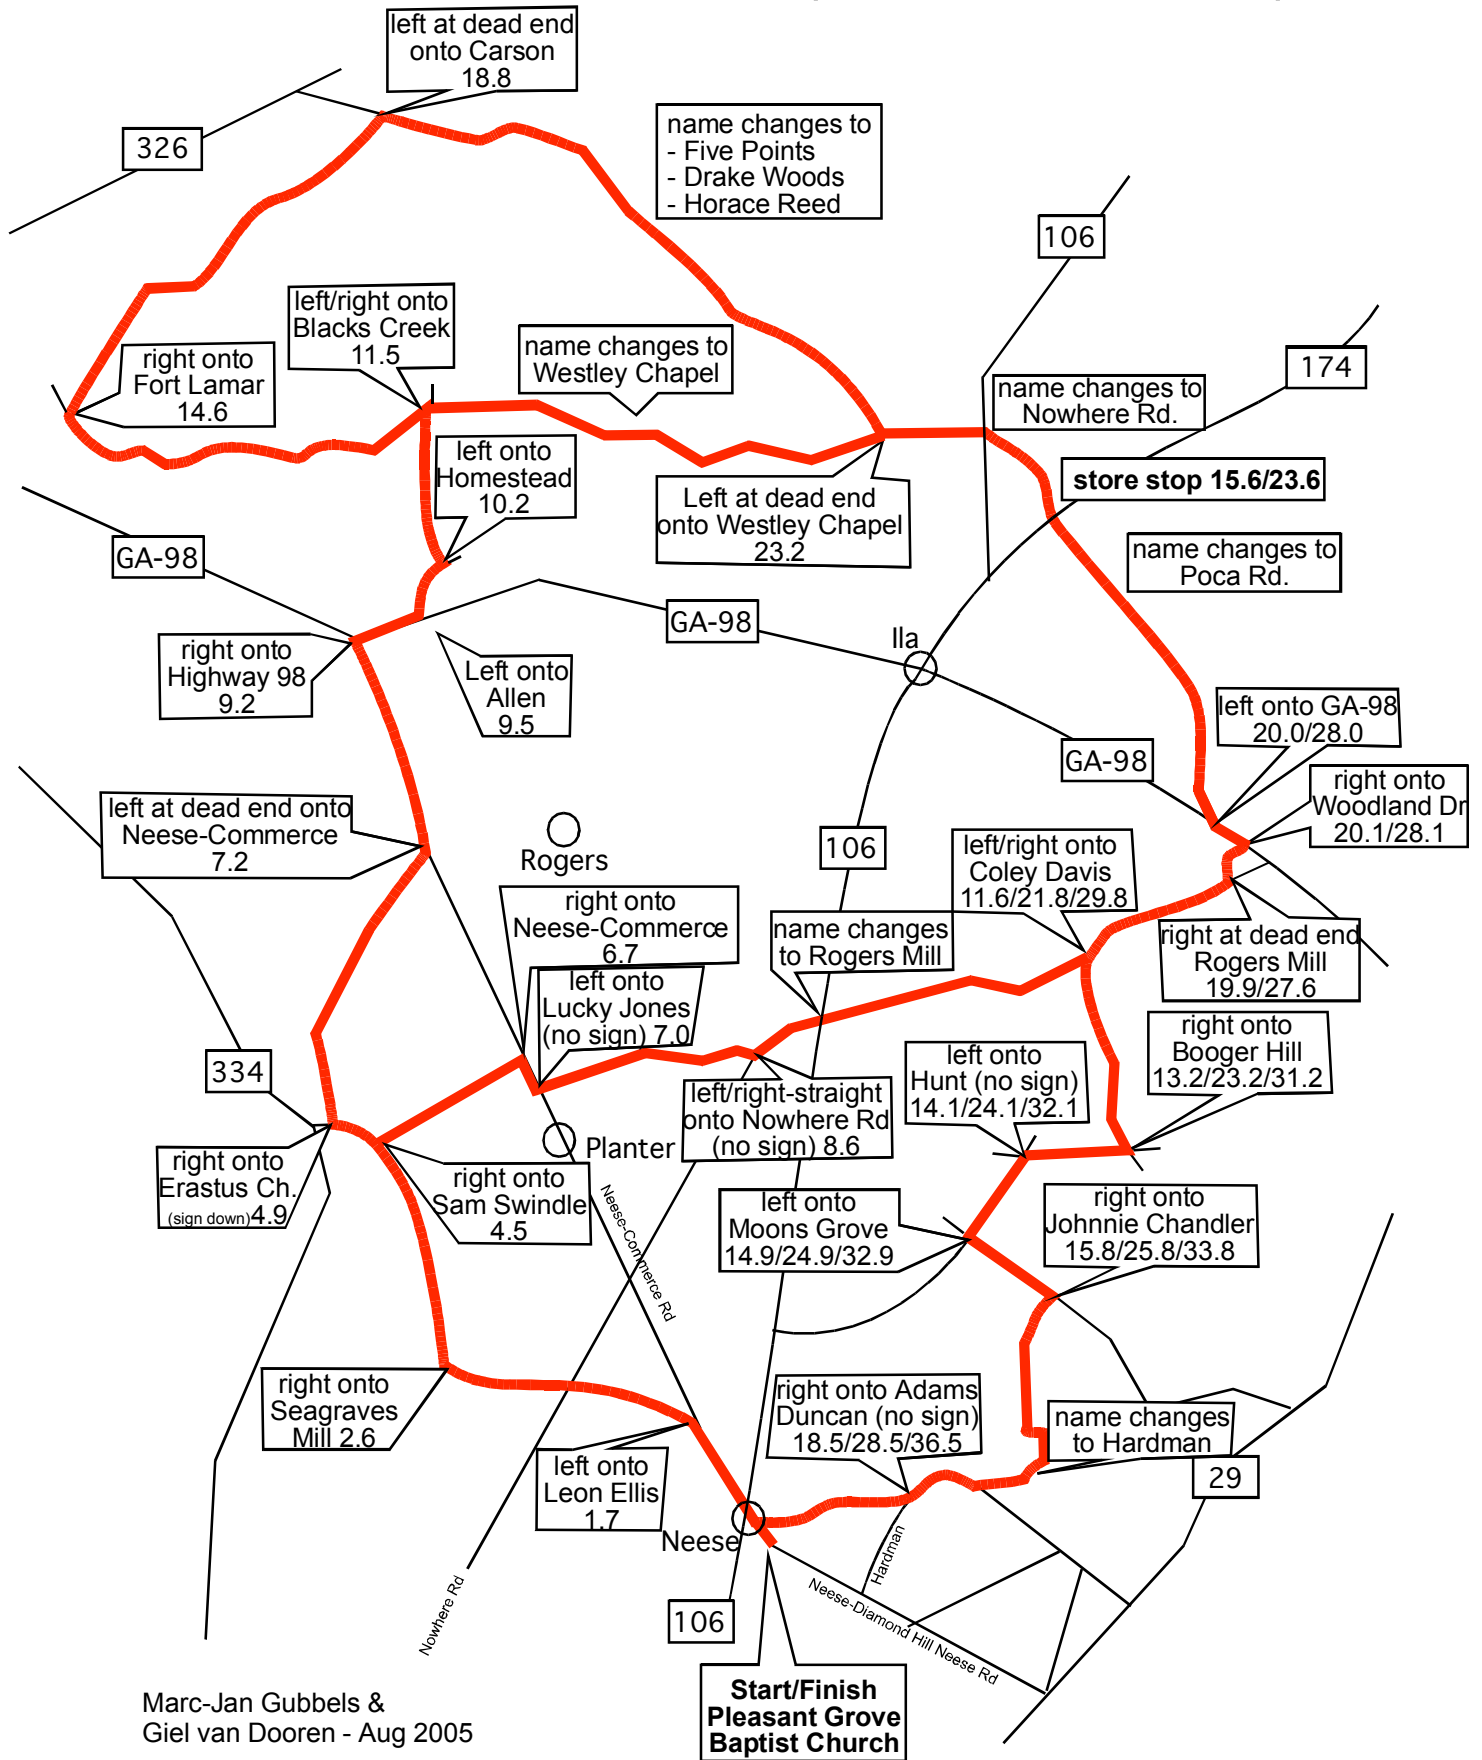 left at dead end
onto Carson
18.8
326
name changes to
- Five Points
- Drake Woods
- Horace Reed
106
left/right onto
Blacks Creek
11.5
right onto
Fort Lamar
14.6
name changes to
Westley Chapel
174
name changes to
Nowhere Rd.
left onto
Homestead
10.2
store stop 15.6/23.6
Left at dead end
onto Westley Chapel
23.2
GA-98
name changes to
Poca Rd.
GA-98
Ila
right onto
Highway 98
9.2
Left onto
Allen
9.5
left onto GA-98
20.0/28.0
GA-98
right onto
Woodland Dr
20.1/28.1
left at dead end onto
Neese-Commerce
7.2
Rogers
106
left/right onto
Coley Davis
11.6/21.8/29.8
right onto
Neese-Commerce
6.7
name changes
to Rogers Mill
right at dead end
Rogers Mill
19.9/27.6
left onto
Lucky Jones
(no sign) 7.0
right onto
Booger Hill
13.2/23.2/31.2
334
left onto
Hunt (no sign)
14.1/24.1/32.1
left/right-straight
onto Nowhere Rd
(no sign) 8.6
Planter
right onto
Erastus Ch.
(sign down) 4.9
right onto
Sam Swindle
4.5
Neese-Commerce Rd
left onto
Moons Grove
14.9/24.9/32.9
right onto
Johnnie Chandler
15.8/25.8/33.8
right onto
Seagraves
Mill 2.6
right onto Adams
Duncan (no sign)
18.5/28.5/36.5
name changes
to Hardman
29
left onto
Leon Ellis
1.7
Neese
Hardman
Nowhere Rd
106
Neese-Diamond Hill Neese Rd
Start/Finish
Pleasant Grove
Baptist Church
Marc-Jan Gubbels &
Giel van Dooren - Aug 2005